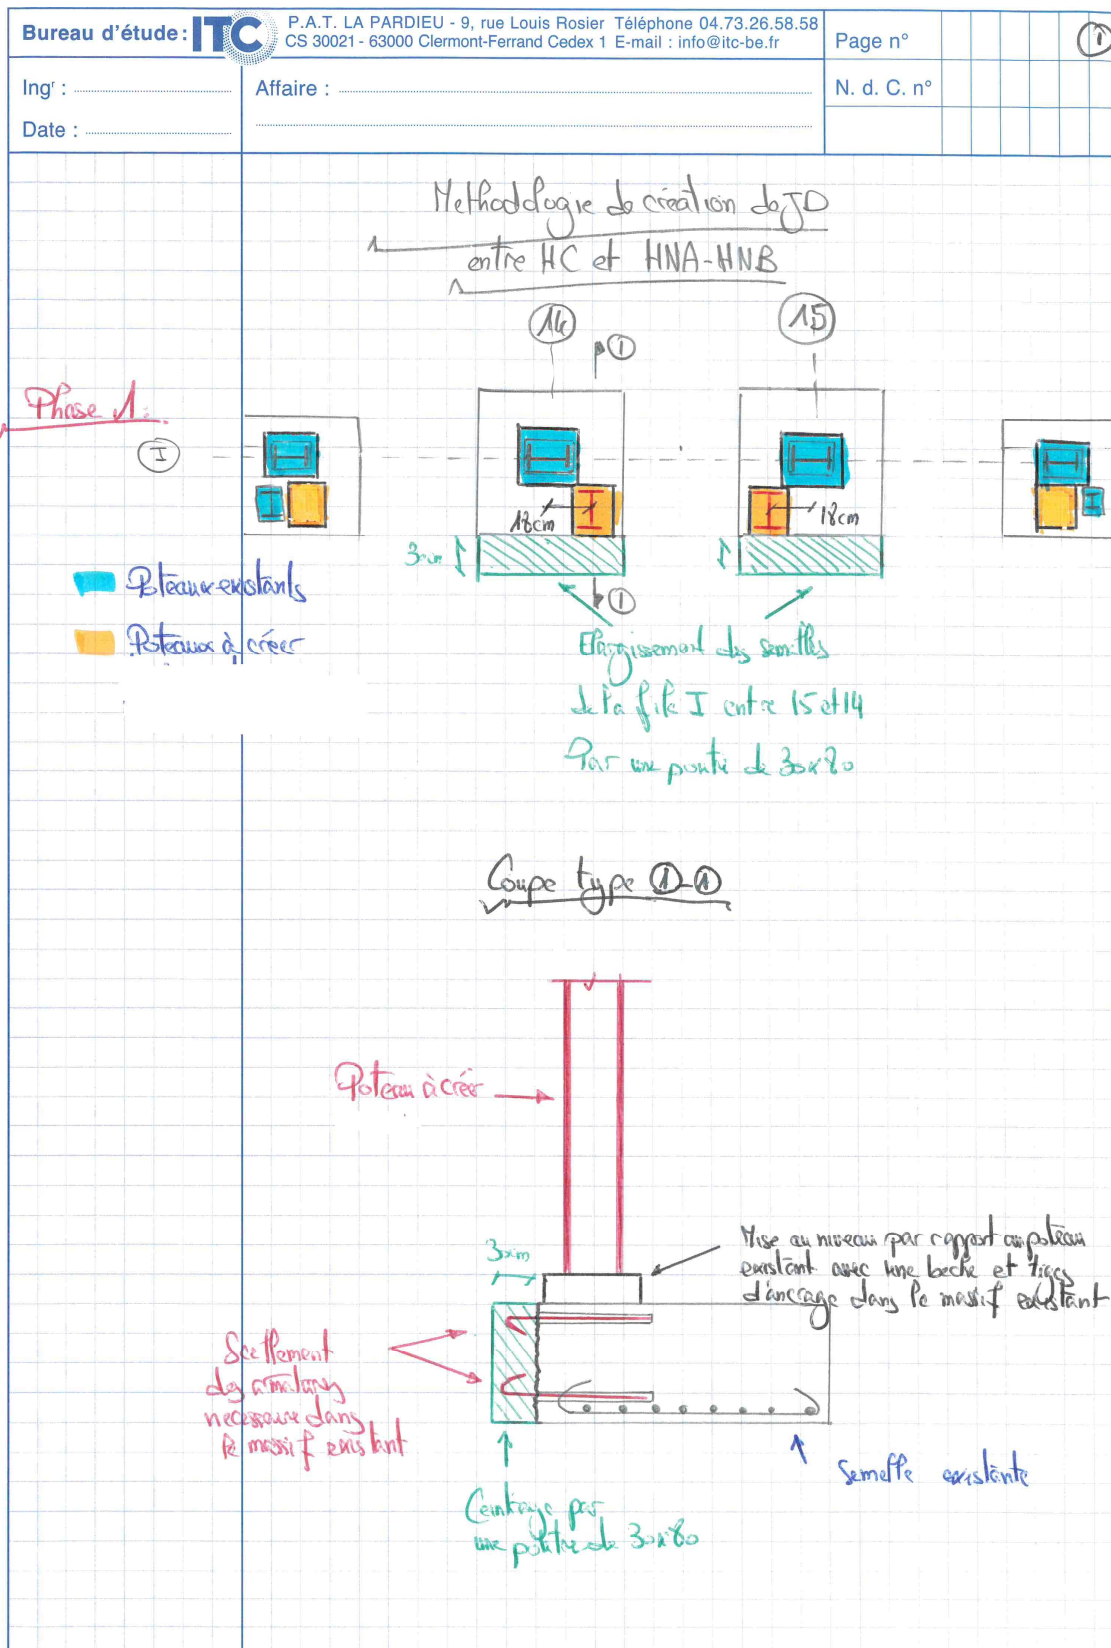 Bureau d'étude : ITC
P.A.T. LA PARDIEU - 9, rue Louis Rosier Téléphone 04.73.26.58.58
CS 30021 - 63000 Clermont-Ferrand Cedex 1 E-mail : info@itc-be.fr
Page n°
1
Ingr :
Affaire :
N. d. C. n°
Date :
Methodologie de création de JD
entre HC et HNA-HNB
14
15
1
Phase 1:
I
18cm
18cm
30cm
1
Poteaux existants
Poteaux à créer
Elargissement des semelles
de la file I entre 15 et 14
Par une poutre de 30x80
Coupe type 1-1
Poteau à créer
30cm
Mise au niveau par rapport au poteau
existant avec une beche et tiges
d'ancrage dans le massif existant
Scellement
des armatures
necessaire dans
le massif existant
Semelle existante
Ceinturage par
une poutre de 30x80